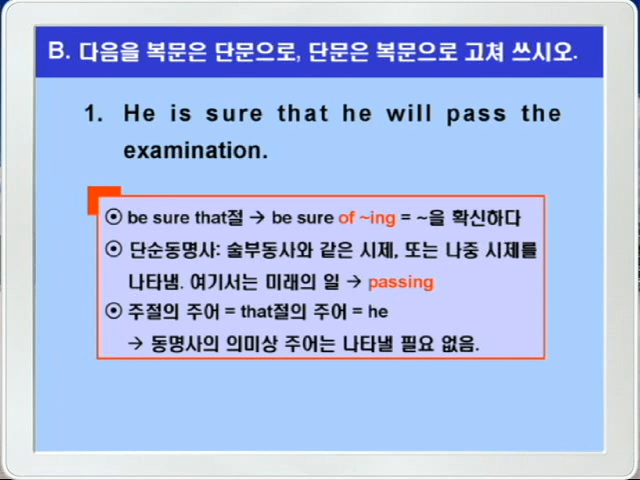 B. 다음을 복문은 단문으로, 단문은 복문으로 고쳐 쓰시오.
1. He is sure that he will pass the
examination.
⊙ be sure that절 → be sure of ~ing = ~을 확신하다
⊙ 단순동명사: 술부동사와 같은 시제, 또는 나중 시제를
나타냄. 여기서는 미래의 일 → passing
⊙ 주절의 주어 = that절의 주어 = he
→ 동명사의 의미상 주어는 나타낼 필요 없음.